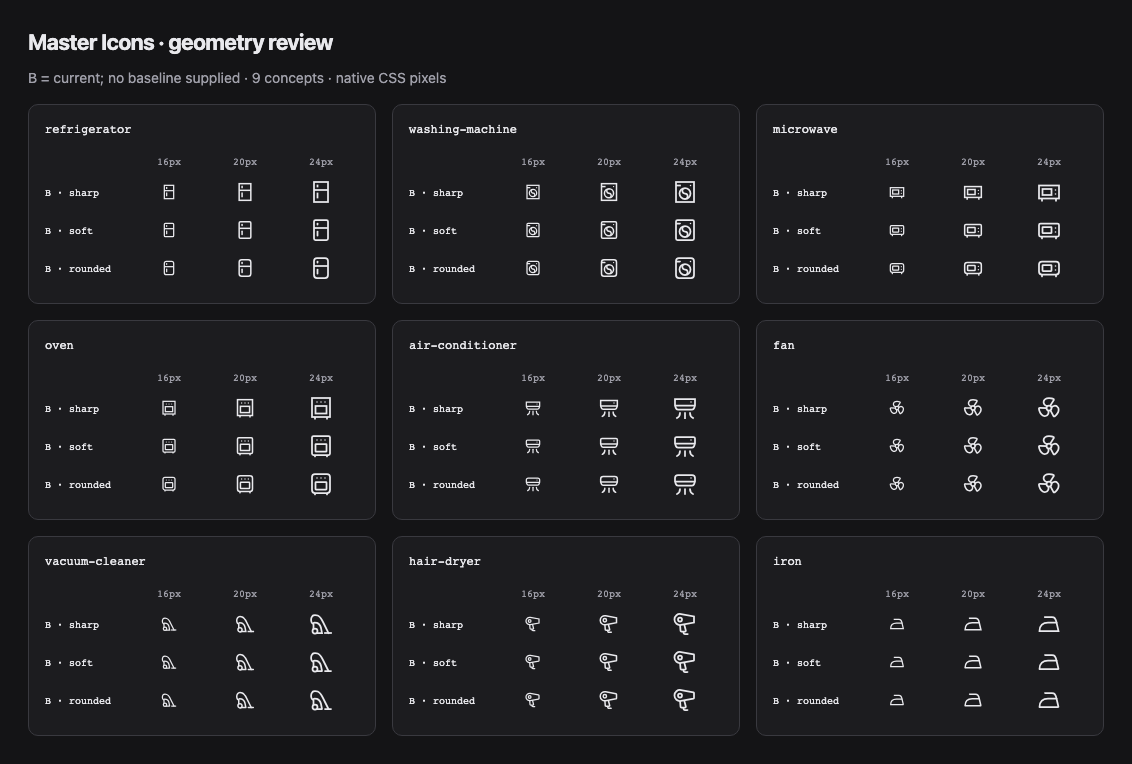 Master Icons · geometry review
B = current; no baseline supplied · 9 concepts · native CSS pixels
refrigerator
16px 20px 24px
B · sharp
B · soft
B · rounded
washing-machine
16px 20px 24px
B · sharp
B · soft
B · rounded
microwave
16px 20px 24px
B · sharp
B · soft
B · rounded
oven
16px 20px 24px
B · sharp
B · soft
B · rounded
air-conditioner
16px 20px 24px
B · sharp
B · soft
B · rounded
fan
16px 20px 24px
B · sharp
B · soft
B · rounded
vacuum-cleaner
16px 20px 24px
B · sharp
B · soft
B · rounded
hair-dryer
16px 20px 24px
B · sharp
B · soft
B · rounded
iron
16px 20px 24px
B · sharp
B · soft
B · rounded